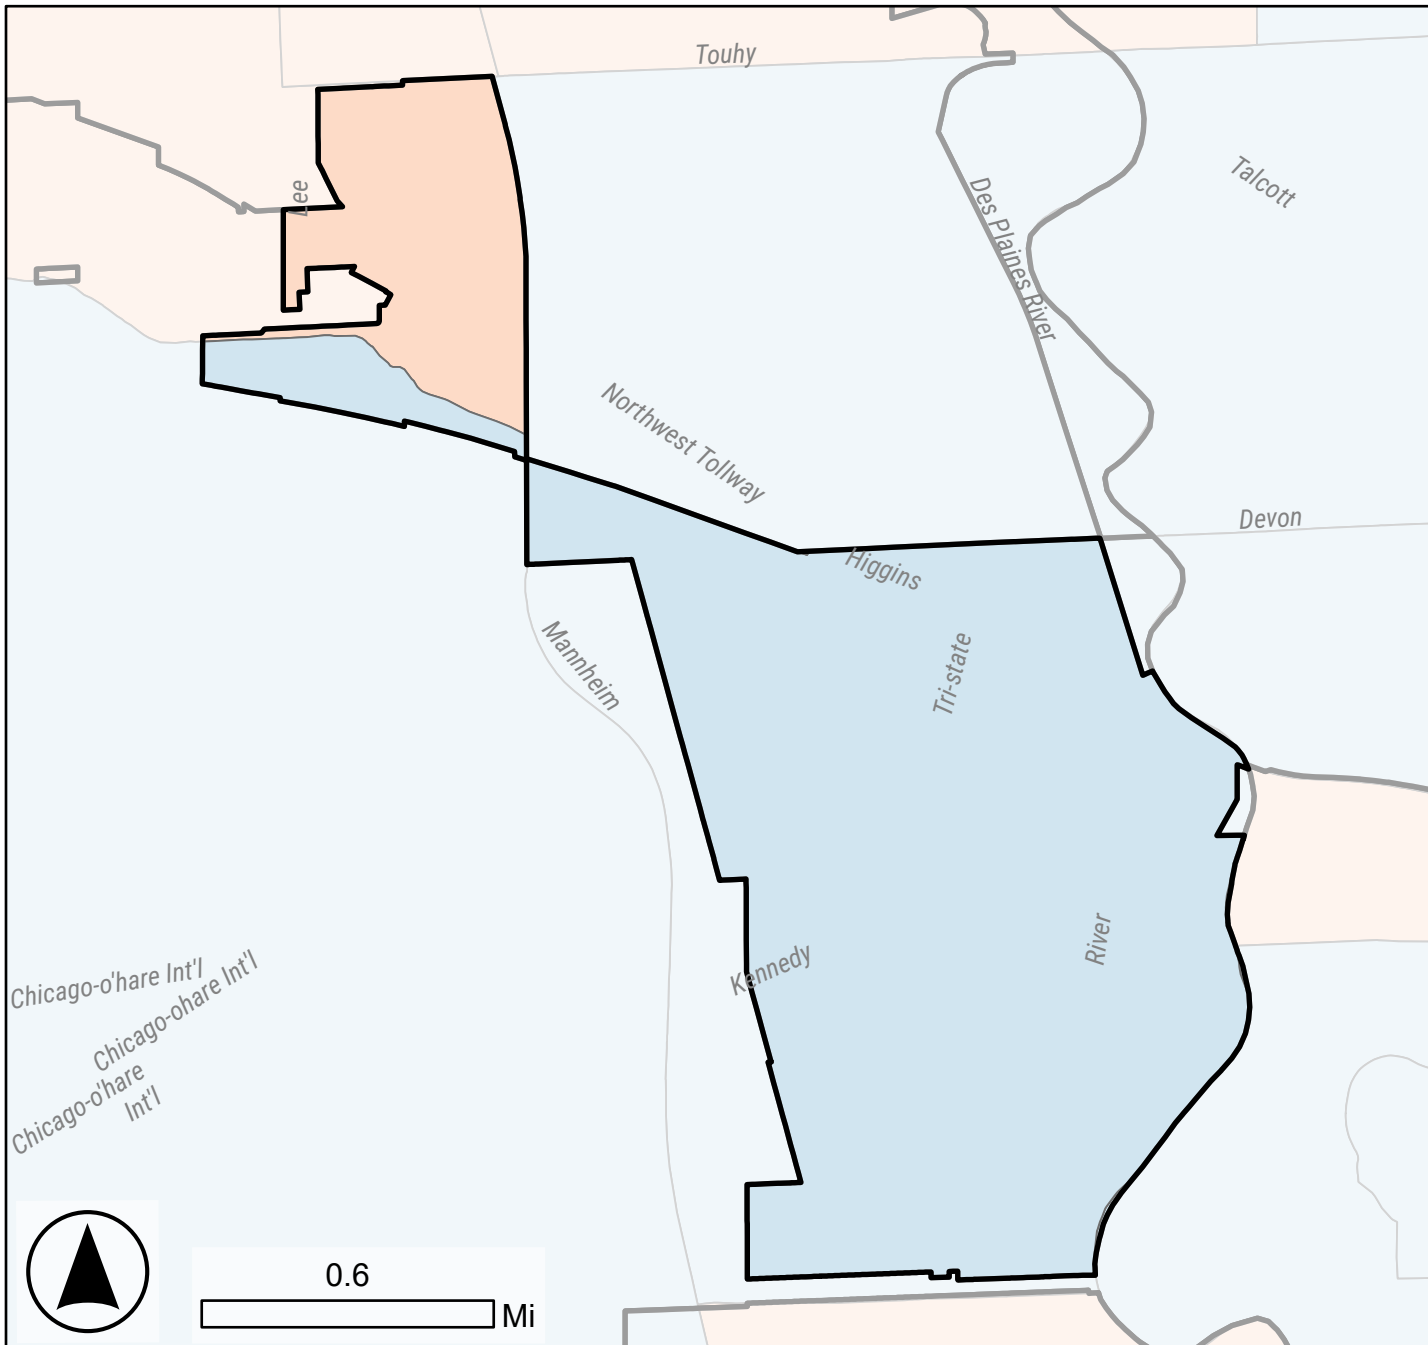 Touhy
Talcott
Lee
Des Plaines River
Northwest Tollway
Devon
Higgins
Mannheim
Tri-state
River
Kennedy
Chicago-o'hare Int'l
Chicago-ohare Int'l
Chicago-o'hare
Int'l
0.6
Mi